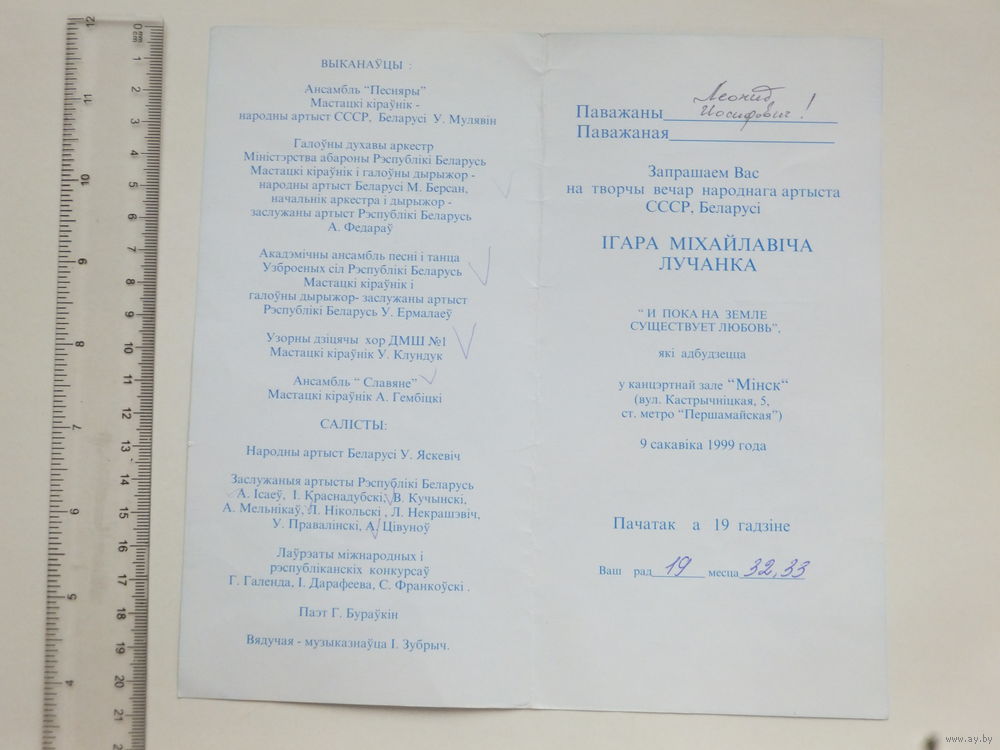 ВЫКАНАЎЦЫ :
Ансамбль "Песняры"
Мастацкі кіраўнік -
народны артыст СССР, Беларусі У. Мулявін
Галоўны духавы аркестр
Міністэрства абароны Рэспублікі Беларусь
Мастацкі кіраўнік і галоўны дырыжор -
народны артыст Беларусі М. Берсан,
начальнік аркестра і дырыжор -
заслужаны артыст Рэспублікі Беларусь
А. Федараў
Акадэмічны ансамбль песні і танца
Узброеных сіл Рэспублікі Беларусь
Мастацкі кіраўнік і
галоўны дырыжор- заслужаны артыст
Рэспублікі Беларусь У. Ермалаеў
Узорны дзіцячы хор ДМШ №1
Мастацкі кіраўнік У. Клундук
Ансамбль " Славяне"
Мастацкі кіраўнік А. Гембіцкі
САЛІСТЫ:
Народны артыст Беларусі У. Яскевіч
Заслужаныя артысты Рэспублікі Беларусь
А. Ісаеў, І. Краснадубскі, В. Кучынскі,
А. Мельнікаў, Л. Нікольскі , Л. Некрашэвіч,
У. Правалінскі, А. Ціvуноў
Лаўрэаты міжнародных і
рэспубліканскіх конкурсаў
Г. Галенда, І. Дарафеева, С. Франкоўскі .
Паэт Г. Бураўкін
Вядучая - музыказнаўца І. Зубрыч.
Леонид
Паважаны Иосифович !
Паважаная
Запрашаем Вас
на творчы вечар народнага артыста
СССР, Беларусі
ІГАРА МІХАЙЛАВІЧА
ЛУЧАНКА
" И ПОКА НА ЗЕМЛЕ
СУЩЕСТВУЕТ ЛЮБОВЬ",
які адбудзецца
у канцэртнай зале "Мінск"
(вул. Кастрычніцкая, 5,
ст. метро "Першамайская")
9 сакавіка 1999 года
Пачатак а 19 гадзіне
Ваш рад 19 месца 32,33
www.ay.by